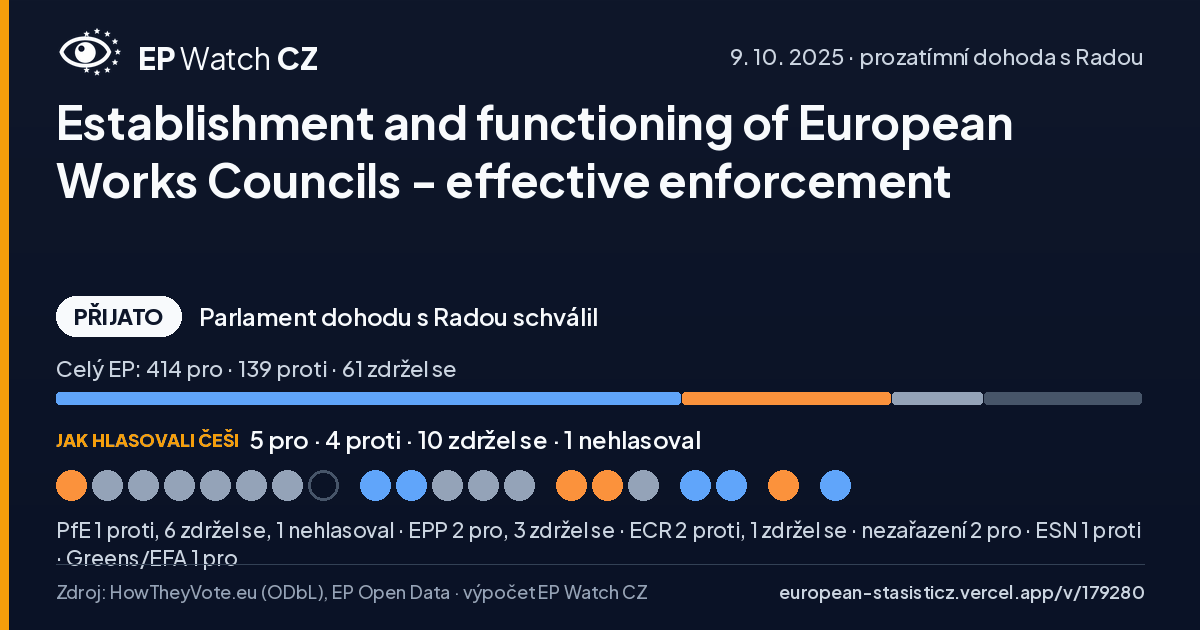 EP Watch CZ
9. 10. 2025 · prozatímní dohoda s Radou
Establishment and functioning of European
Works Councils – effective enforcement
PŘIJATO Parlament dohodu s Radou schválil
Celý EP: 414 pro · 139 proti · 61 zdržel se
JAK HLASOVALI ČEŠI 5 pro · 4 proti · 10 zdržel se · 1 nehlasoval
PfE 1 proti, 6 zdržel se, 1 nehlasoval · EPP 2 pro, 3 zdržel se · ECR 2 proti, 1 zdržel se · nezařazení 2 pro · ESN 1 proti
· Greens/EFA 1 pro
Zdroj: HowTheyVote.eu (ODbL), EP Open Data · výpočet EP Watch CZ
european-stasisticz.vercel.app/v/179280